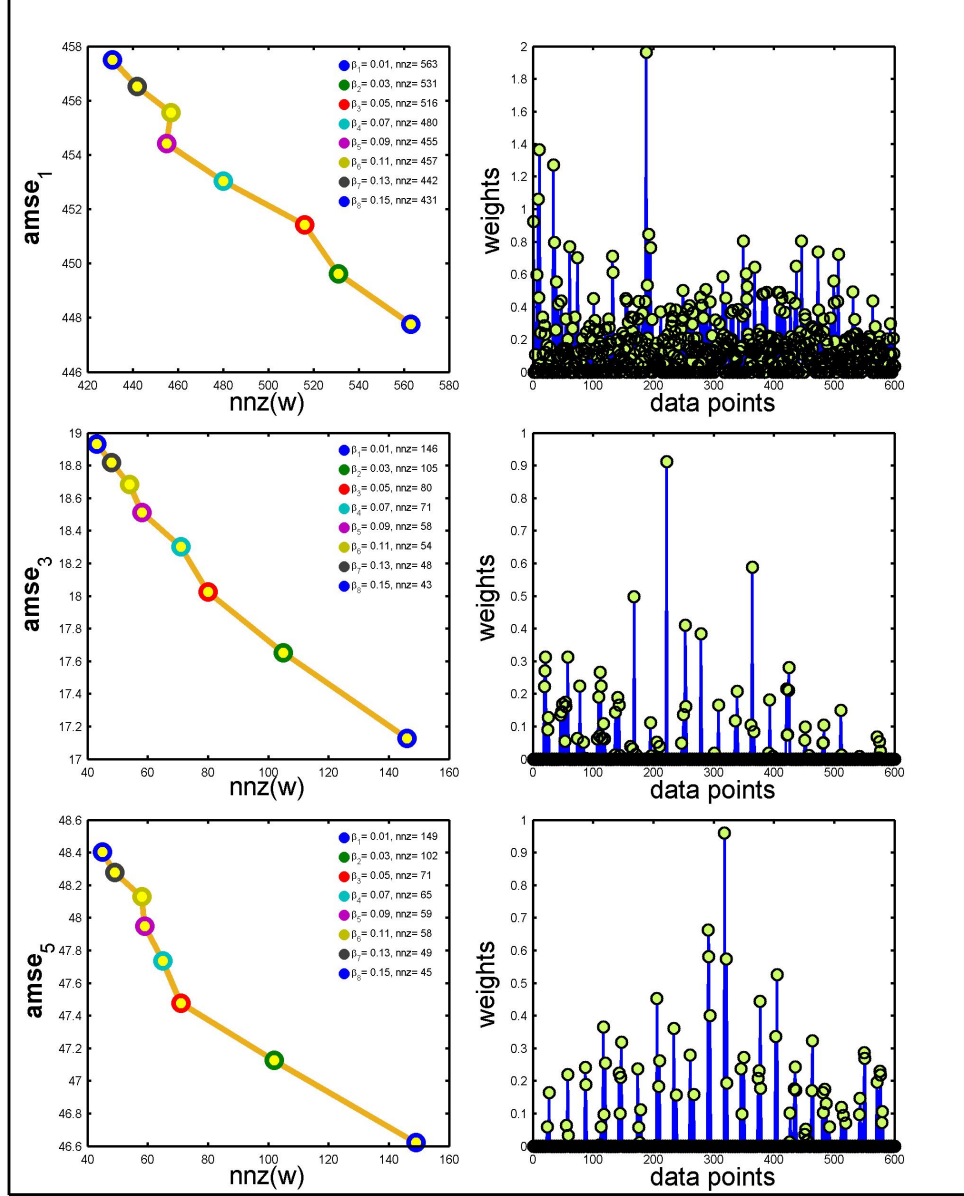 458
456
454
452
450
448
446
420 440 460 480 500 520 540 560 580
amse1
nnz(w)
β1= 0.01, nnz= 563
β2= 0.03, nnz= 531
β3= 0.05, nnz= 516
β4= 0.07, nnz= 480
β5= 0.09, nnz= 455
β6= 0.11, nnz= 457
β7= 0.13, nnz= 442
β8= 0.15, nnz= 431
2
1.8
1.6
1.4
1.2
1
0.8
0.6
0.4
0.2
0
0 100 200 300 400 500 600
weights
data points
19
18.8
18.6
18.4
18.2
18
17.8
17.6
17.4
17.2
17
40 60 80 100 120 140 160
amse3
nnz(w)
β1= 0.01, nnz= 146
β2= 0.03, nnz= 105
β3= 0.05, nnz= 80
β4= 0.07, nnz= 71
β5= 0.09, nnz= 58
β6= 0.11, nnz= 54
β7= 0.13, nnz= 48
β8= 0.15, nnz= 43
1
0.9
0.8
0.7
0.6
0.5
0.4
0.3
0.2
0.1
0
0 100 200 300 400 500 600
weights
data points
48.6
48.4
48.2
48
47.8
47.6
47.4
47.2
47
46.8
46.6
40 60 80 100 120 140 160
amse5
nnz(w)
β1= 0.01, nnz= 149
β2= 0.03, nnz= 102
β3= 0.05, nnz= 71
β4= 0.07, nnz= 65
β5= 0.09, nnz= 59
β6= 0.11, nnz= 58
β7= 0.13, nnz= 49
β8= 0.15, nnz= 45
1
0.9
0.8
0.7
0.6
0.5
0.4
0.3
0.2
0.1
0
0 100 200 300 400 500 600
weights
data points